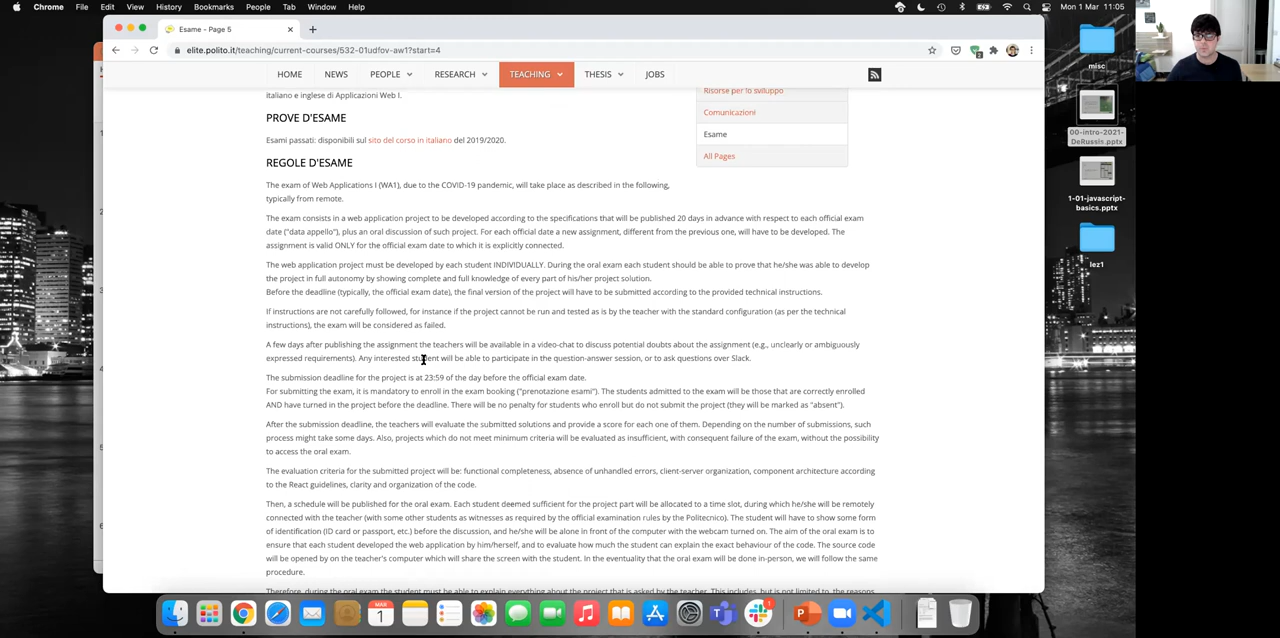 Chrome File Edit View History Bookmarks People Tab Window Help
Mon 1 Mar 11:05
Esame - Page 5
elite.polito.it/teaching/current-courses/532-01udfov-aw1?start=4
HOME NEWS PEOPLE RESEARCH TEACHING THESIS JOBS
italiano e inglese di Applicazioni Web I.
PROVE D'ESAME
Esami passati: disponibili sul sito del corso in italiano del 2019/2020.
REGOLE D'ESAME
The exam of Web Applications I (WA1), due to the COVID-19 pandemic, will take place as described in the following,
typically from remote.
The exam consists in a web application project to be developed according to the specifications that will be published 20 days in advance with respect to each official exam
date ("data appello"), plus an oral discussion of such project. For each official date a new assignment, different from the previous one, will have to be developed. The
assignment is valid ONLY for the official exam date to which it is explicitly connected.
The web application project must be developed by each student INDIVIDUALLY. During the oral exam each student should be able to prove that he/she was able to develop
the project in full autonomy by showing complete and full knowledge of every part of his/her project solution.
Before the deadline (typically, the official exam date), the final version of the project will have to be submitted according to the provided technical instructions.
If instructions are not carefully followed, for instance if the project cannot be run and tested as is by the teacher with the standard configuration (as per the technical
instructions), the exam will be considered as failed.
A few days after publishing the assignment the teachers will be available in a video-chat to discuss potential doubts about the assignment (e.g., unclearly or ambiguously
expressed requirements). Any interested student will be able to participate in the question-answer session, or to ask questions over Slack.
The submission deadline for the project is at 23:59 of the day before the official exam date.
For submitting the exam, it is mandatory to enroll in the exam booking ("prenotazione esami"). The students admitted to the exam will be those that are correctly enrolled
AND have turned in the project before the deadline. There will be no penalty for students who enroll but do not submit the project (they will be marked as "absent").
After the submission deadline, the teachers will evaluate the submitted solutions and provide a score for each one of them. Depending on the number of submissions, such
process might take some days. Also, projects which do not meet minimum criteria will be evaluated as insufficient, with consequent failure of the exam, without the possibility
to access the oral exam.
The evaluation criteria for the submitted project will be: functional completeness, absence of unhandled errors, client-server organization, component architecture according
to the React guidelines, clarity and organization of the code.
Then, a schedule will be published for the oral exam. Each student deemed sufficient for the project part will be allocated to a time slot, during which he/she will be remotely
connected with the teacher (with some other students as witnesses as required by the official examination rules by the Politecnico). The student will have to show some form
of identification (ID card or passport, etc.) before the discussion, and he/she will be alone in front of the computer with the webcam turned on. The aim of the oral exam is to
ensure that each student developed the web application by him/herself, and to evaluate how much the student can explain the exact behaviour of the code. The source code
will be opened by on the teacher's computer which will share the screen with the student. In the eventuality that the oral exam will be done in-person, we will follow the same
procedure.
Therefore, during the oral exam the student must be able to explain everything about the project that is asked by the teacher. This includes, but is not limited to, the reasons
Risorse per lo sviluppo
Comunicazioni
Esame
All Pages
misc
00-intro-2021-
DeRussis.pptx
1-01-javascript-
basics.pptx
lez1
MAR
1